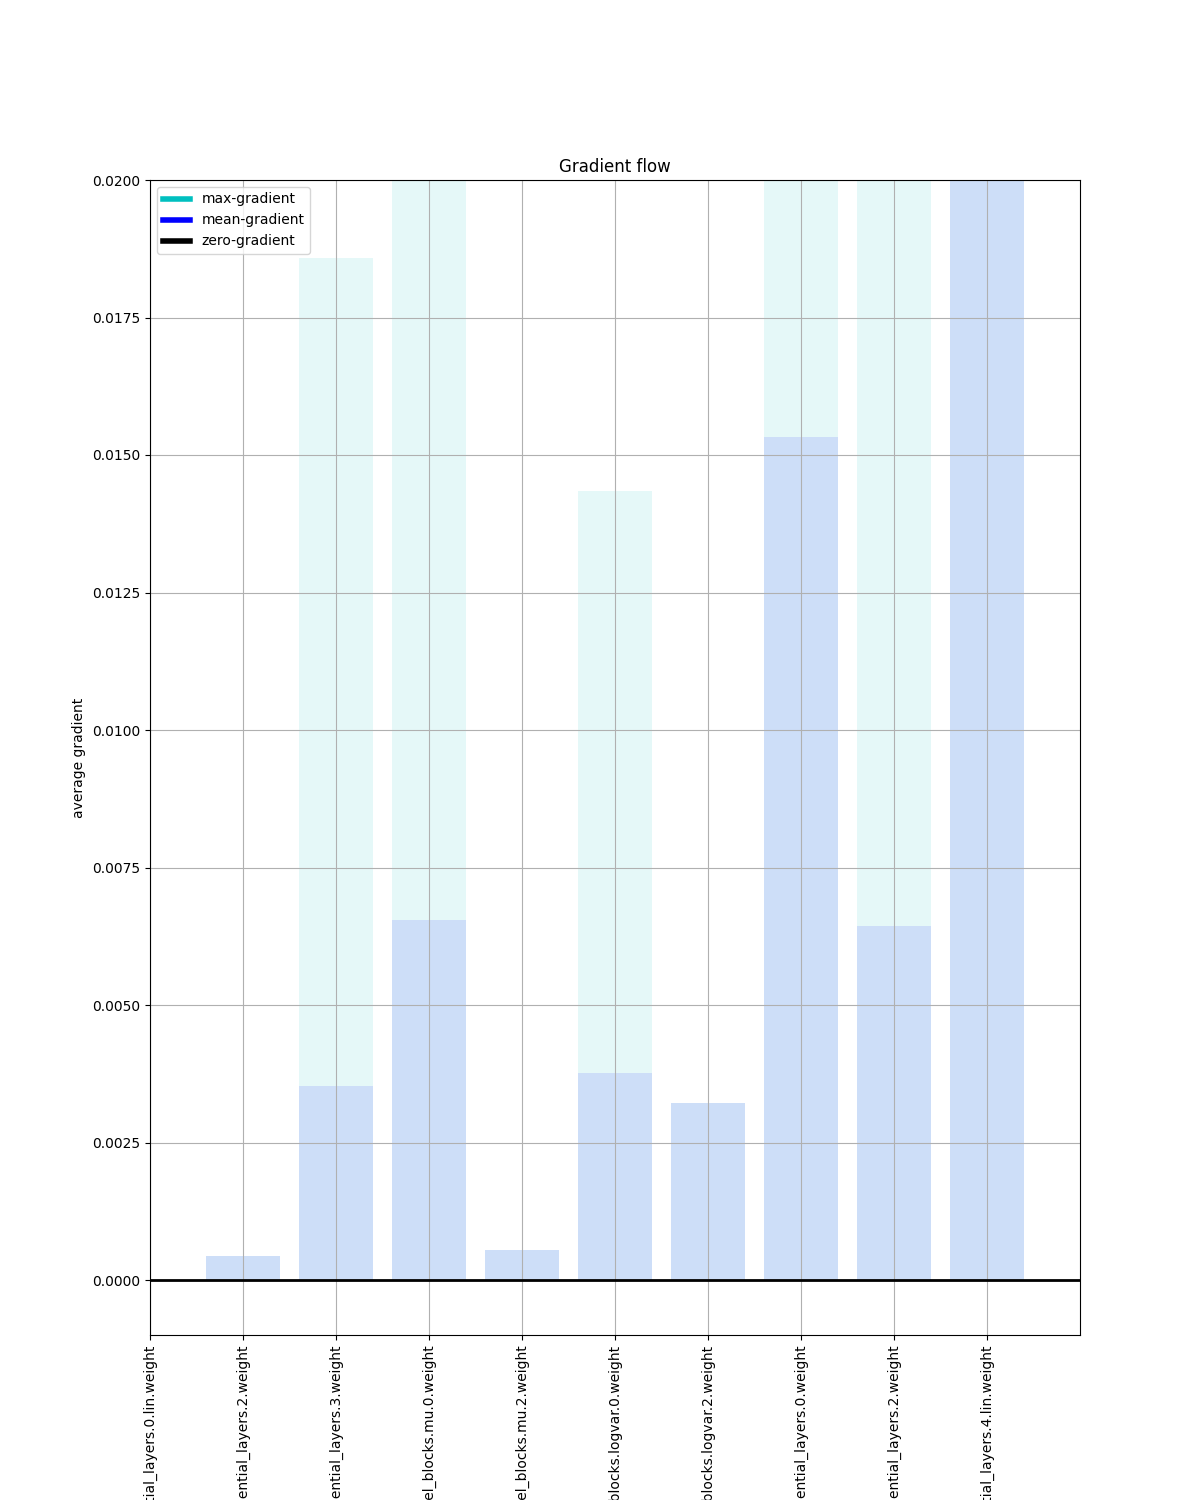 Gradient flow
max-gradient
mean-gradient
zero-gradient
0.0200
0.0175
0.0150
0.0125
0.0100
0.0075
0.0050
0.0025
0.0000
average gradient
tial_layers.0.lin.weight
ential_layers.2.weight
ential_layers.3.weight
el_blocks.mu.0.weight
el_blocks.mu.2.weight
blocks.logvar.0.weight
blocks.logvar.2.weight
ential_layers.0.weight
ential_layers.2.weight
tial_layers.4.lin.weight